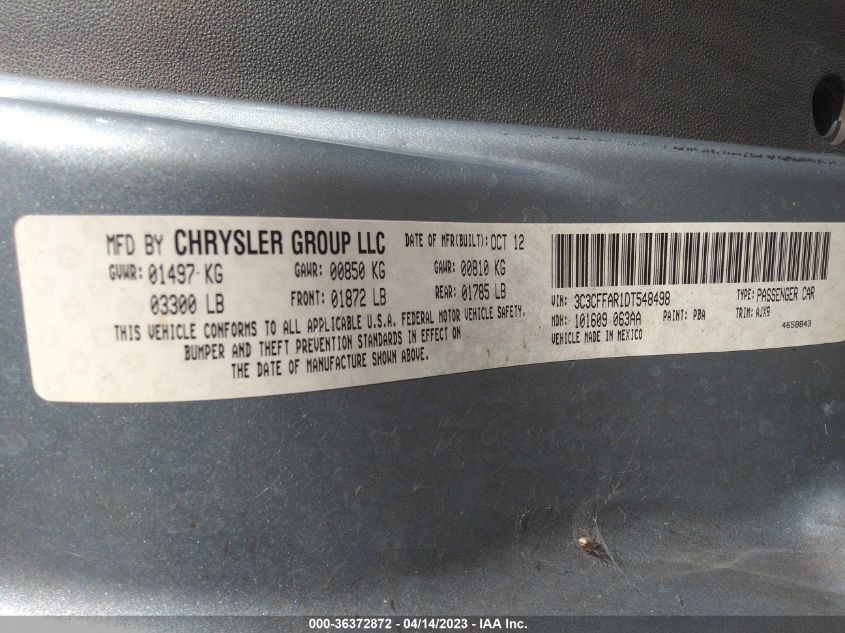 MFD BY CHRYSLER GROUP LLC DATE OF MFR(BUILT): OCT 12
GVWR: 01497 KG GAWR: 00850 KG GAWR: 00810 KG
03300 LB FRONT: 01872 LB REAR: 01785 LB
THIS VEHICLE CONFORMS TO ALL APPLICABLE U.S.A. FEDERAL MOTOR VEHICLE SAFETY,
BUMPER AND THEFT PREVENTION STANDARDS IN EFFECT ON
THE DATE OF MANUFACTURE SHOWN ABOVE.
VIN: 3C3CFFAR1DT548498 TYPE: PASSENGER CAR
MDH: 101609 063AA PAINT: PBA TRIM: AJX9
VEHICLE MADE IN MEXICO 4658043
000-36372872 / 04/14/2023 - IAA Inc.